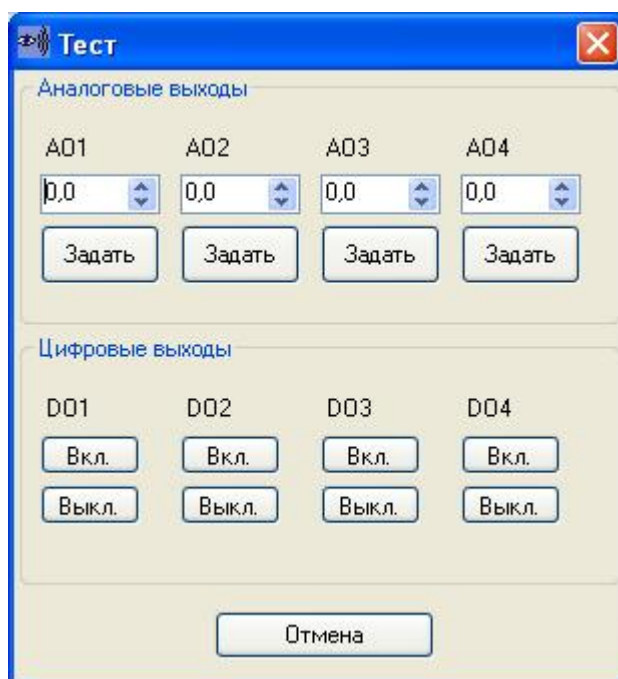 Тест
Аналоговые выходы
AO1 AO2 AO3 AO4
0,0 0,0 0,0 0,0
Задать Задать Задать Задать
Цифровые выходы
DO1 DO2 DO3 DO4
Вкл. Вкл. Вкл. Вкл.
Выкл. Выкл. Выкл. Выкл.
Отмена